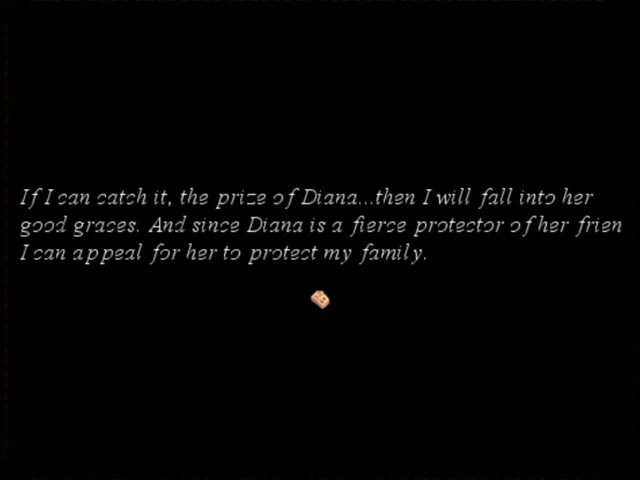 If I can catch it, the prize of Diana...then I will fall into her
good graces. And since Diana is a fierce protector of her frien
I can appeal for her to protect my family.